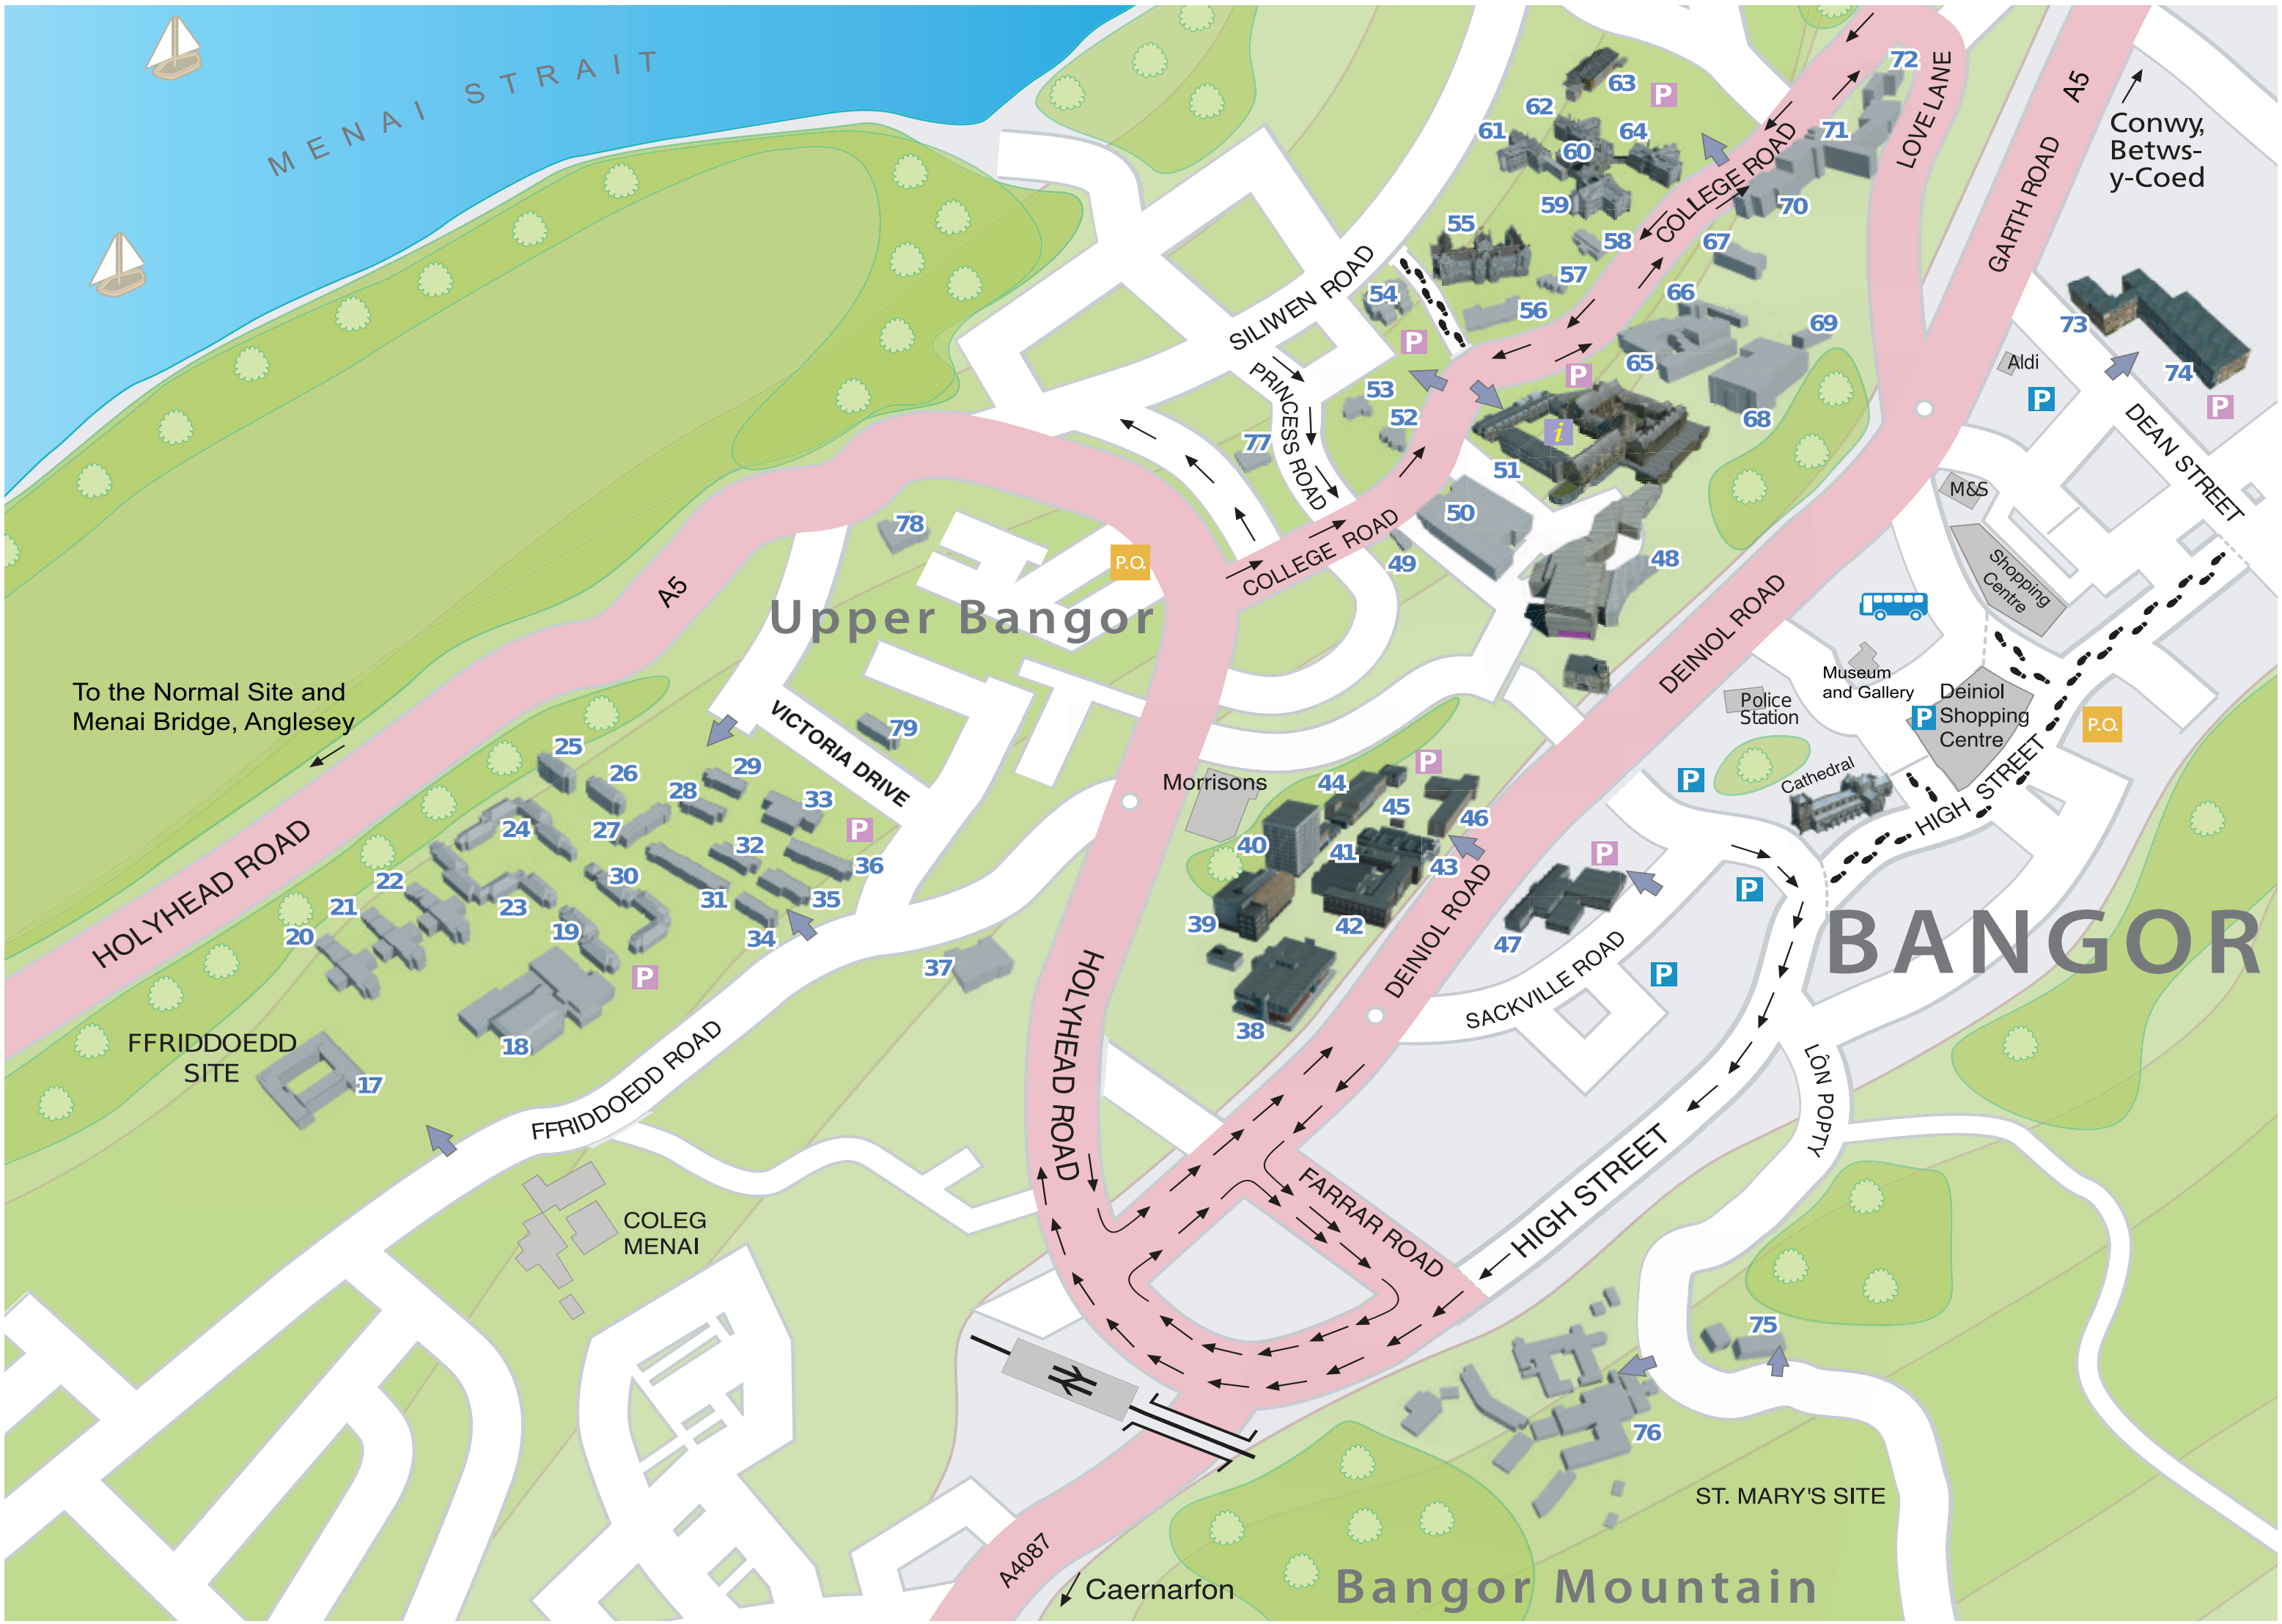 MENAI STRAIT
63
P
72
62
61
64
60
71
COLLEGE ROAD
LOVE LANE
A5
Conwy,
Betws-
y-Coed
59
70
GARTH ROAD
55
58
67
57
54
56
66
SILIWEN ROAD
P
69
65
73
74
P
Aldi
P
P
PRINCESS ROAD
53
52
68
i
77
51
DEAN STREET
M&S
78
50
P.O.
COLLEGE ROAD
49
48
Shopping
Centre
A5
Upper Bangor
DEINIOL ROAD
To the Normal Site and
Menai Bridge, Anglesey
VICTORIA DRIVE
79
Museum
and Gallery
Police
Station
P
Deiniol
Shopping
Centre
P.O.
25
26
29
28
27
33
P
24
32
36
Morrisons
44
P
45
46
40
41
43
P
Cathedral
HIGH STREET
HOLYHEAD ROAD
22
21
20
30
23
31
35
34
19
P
39
42
38
37
DEINIOL ROAD
P
47
P
BANGOR
SACKVILLE ROAD
P
FFRIDDOEDD
SITE
18
17
FFRIDDOEDD ROAD
HOLYHEAD ROAD
LÔN POPTY
COLEG
MENAI
FARRAR ROAD
HIGH STREET
75
76
ST. MARY'S SITE
A4087
Caernarfon
Bangor Mountain